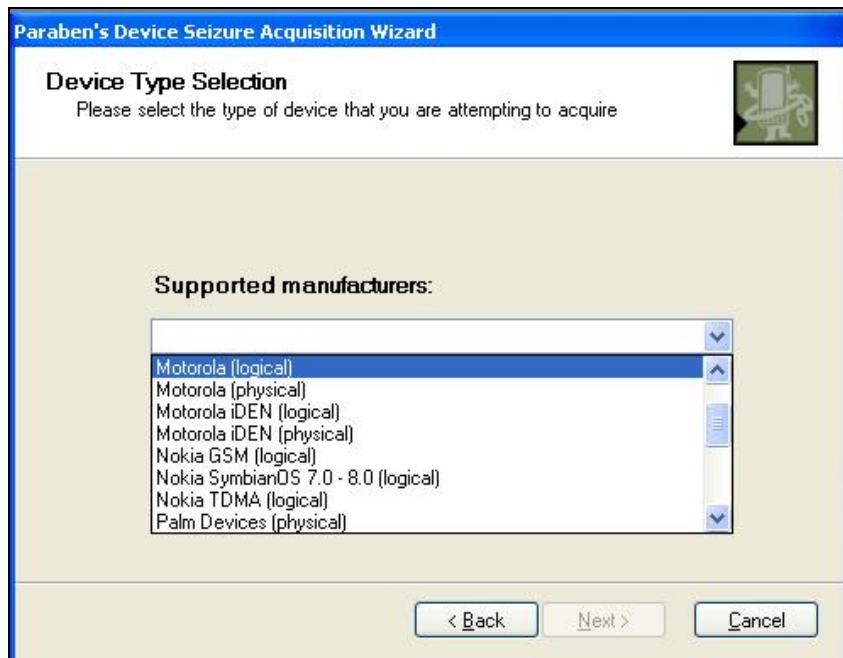 Paraben's Device Seizure Acquisition Wizard
Device Type Selection
Please select the type of device that you are attempting to acquire
Supported manufacturers:
Motorola (logical)
Motorola (physical)
Motorola iDEN (logical)
Motorola iDEN (physical)
Nokia GSM (logical)
Nokia SymbianOS 7.0 - 8.0 (logical)
Nokia TDMA (logical)
Palm Devices (physical)
< Back
Next >
Cancel